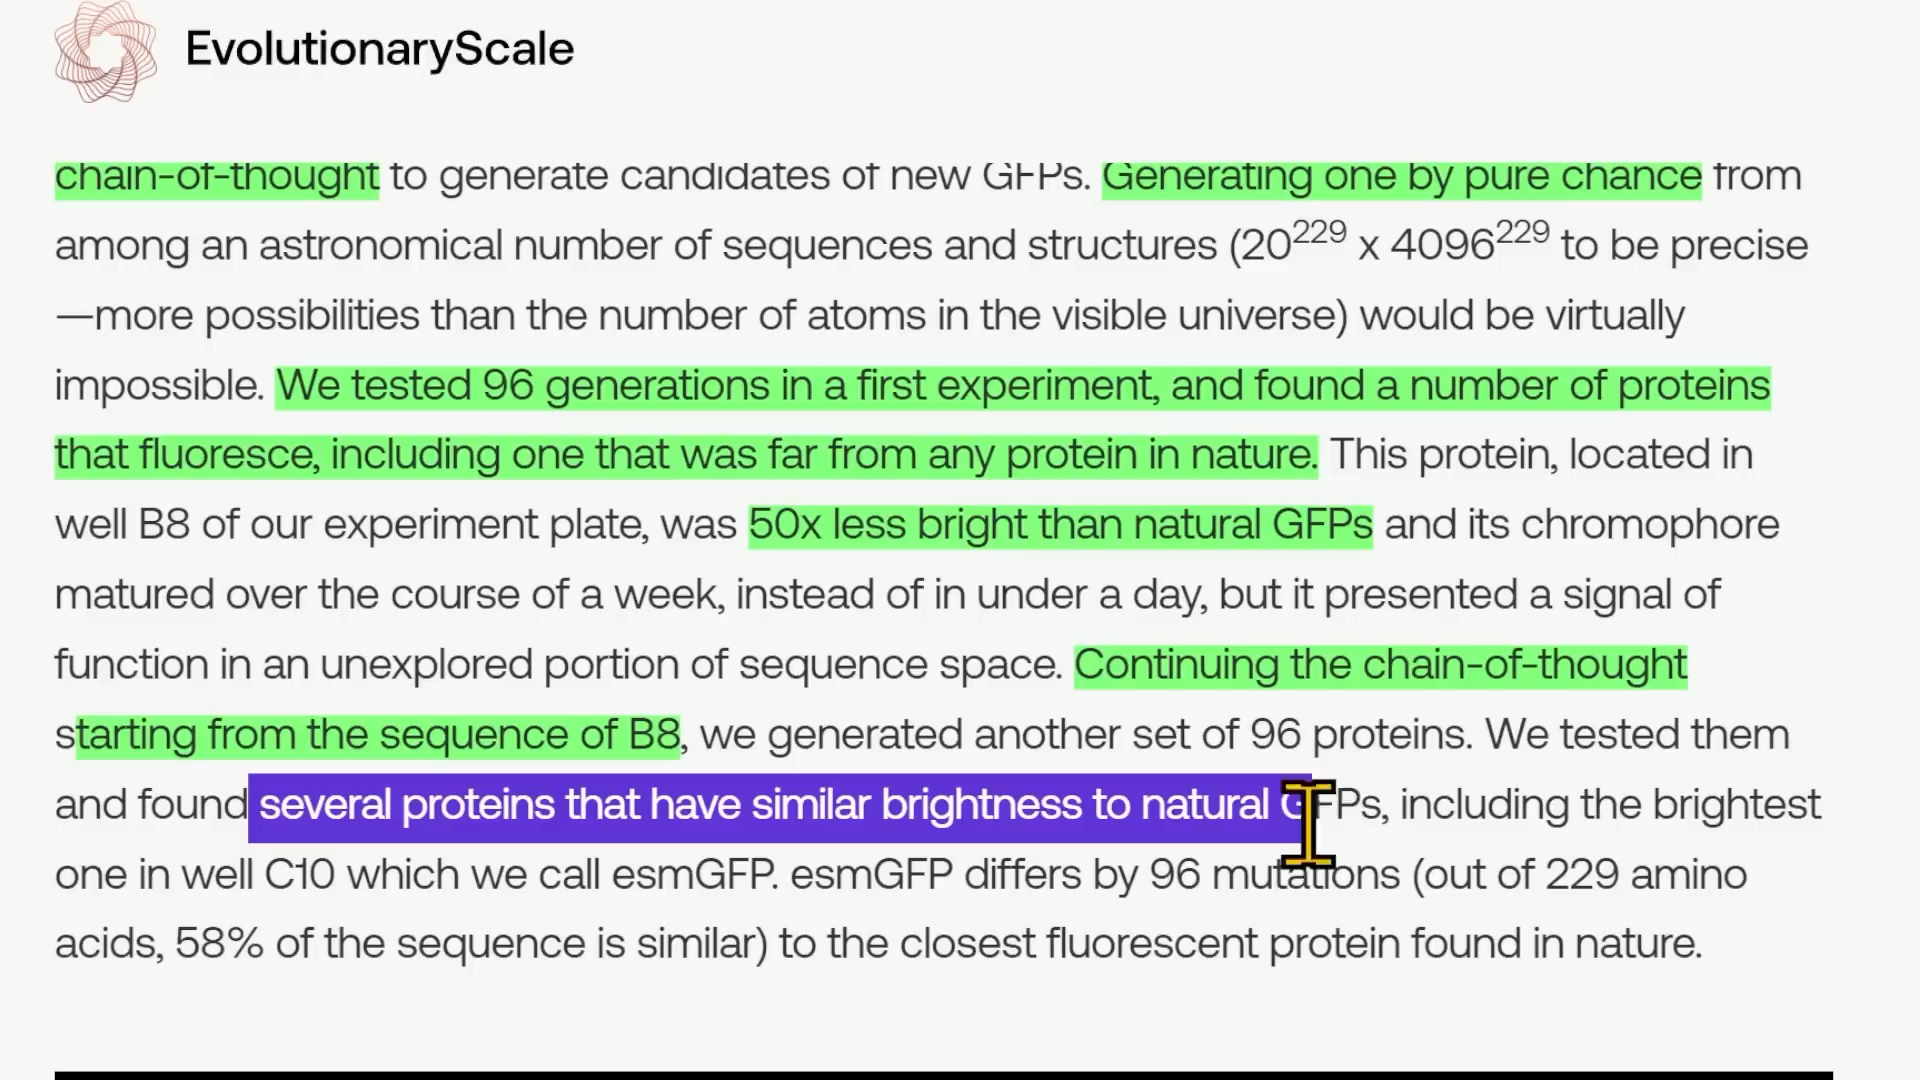 EvolutionaryScale
chain-of-thought to generate candidates of new GFPs. Generating one by pure chance from
among an astronomical number of sequences and structures (20²²⁹ x 4096²²⁹ to be precise
—more possibilities than the number of atoms in the visible universe) would be virtually
impossible. We tested 96 generations in a first experiment, and found a number of proteins
that fluoresce, including one that was far from any protein in nature. This protein, located in
well B8 of our experiment plate, was 50x less bright than natural GFPs and its chromophore
matured over the course of a week, instead of in under a day, but it presented a signal of
function in an unexplored portion of sequence space. Continuing the chain-of-thought
starting from the sequence of B8, we generated another set of 96 proteins. We tested them
and found several proteins that have similar brightness to natural GFPs, including the brightest
one in well C10 which we call esmGFP. esmGFP differs by 96 mutations (out of 229 amino
acids, 58% of the sequence is similar) to the closest fluorescent protein found in nature.